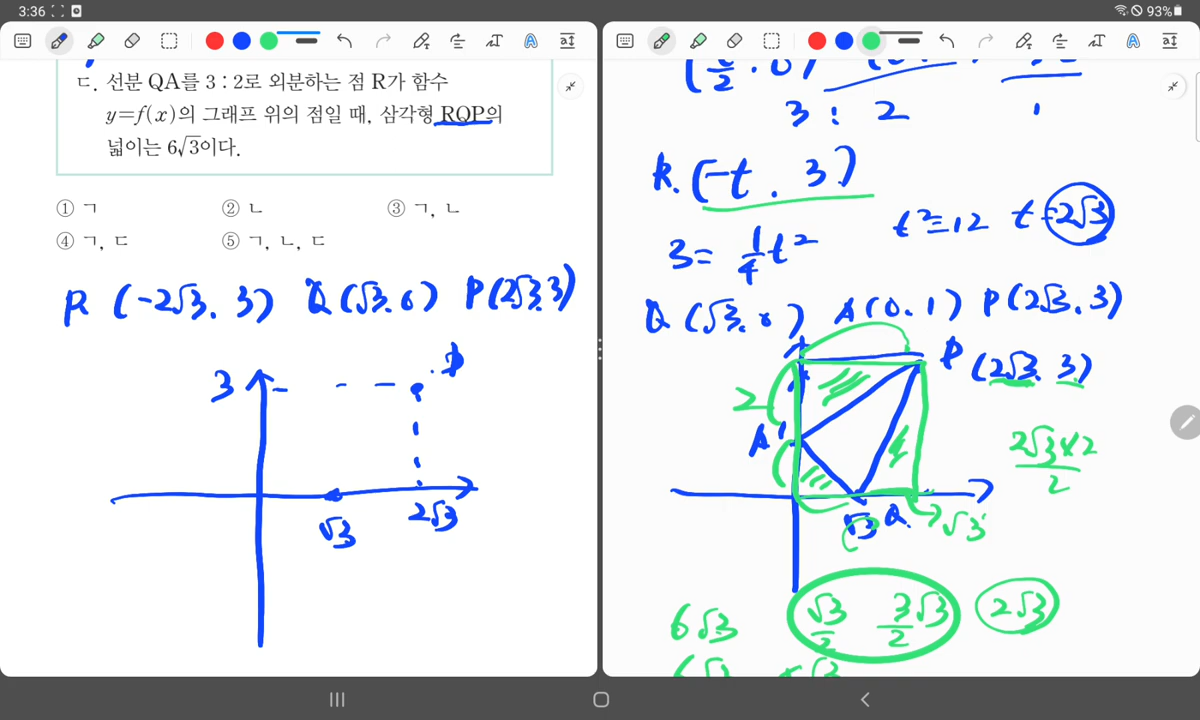 3:36
93%
ㄷ. 선분 QA를 3 : 2로 외분하는 점 R가 함수
y=f(x)의 그래프 위의 점일 때, 삼각형 RQP의
넓이는 6√3이다.
① ㄱ ② ㄴ ③ ㄱ, ㄴ
④ ㄱ, ㄷ ⑤ ㄱ, ㄴ, ㄷ
R (-2√3, 3) Q(√3, 0) P(2√3, 3)
3
P
√3
2√3
3 : 2
R. (-t, 3)
t²=12 t=2√3
3 = 1/4 t²
Q (√3, 0) A(0, 1) P(2√3, 3)
P
(2√3, 3)
2
A 1
2√3×2
2
√3 Q
√3
6√3 √3/2 3√3/2 2√3